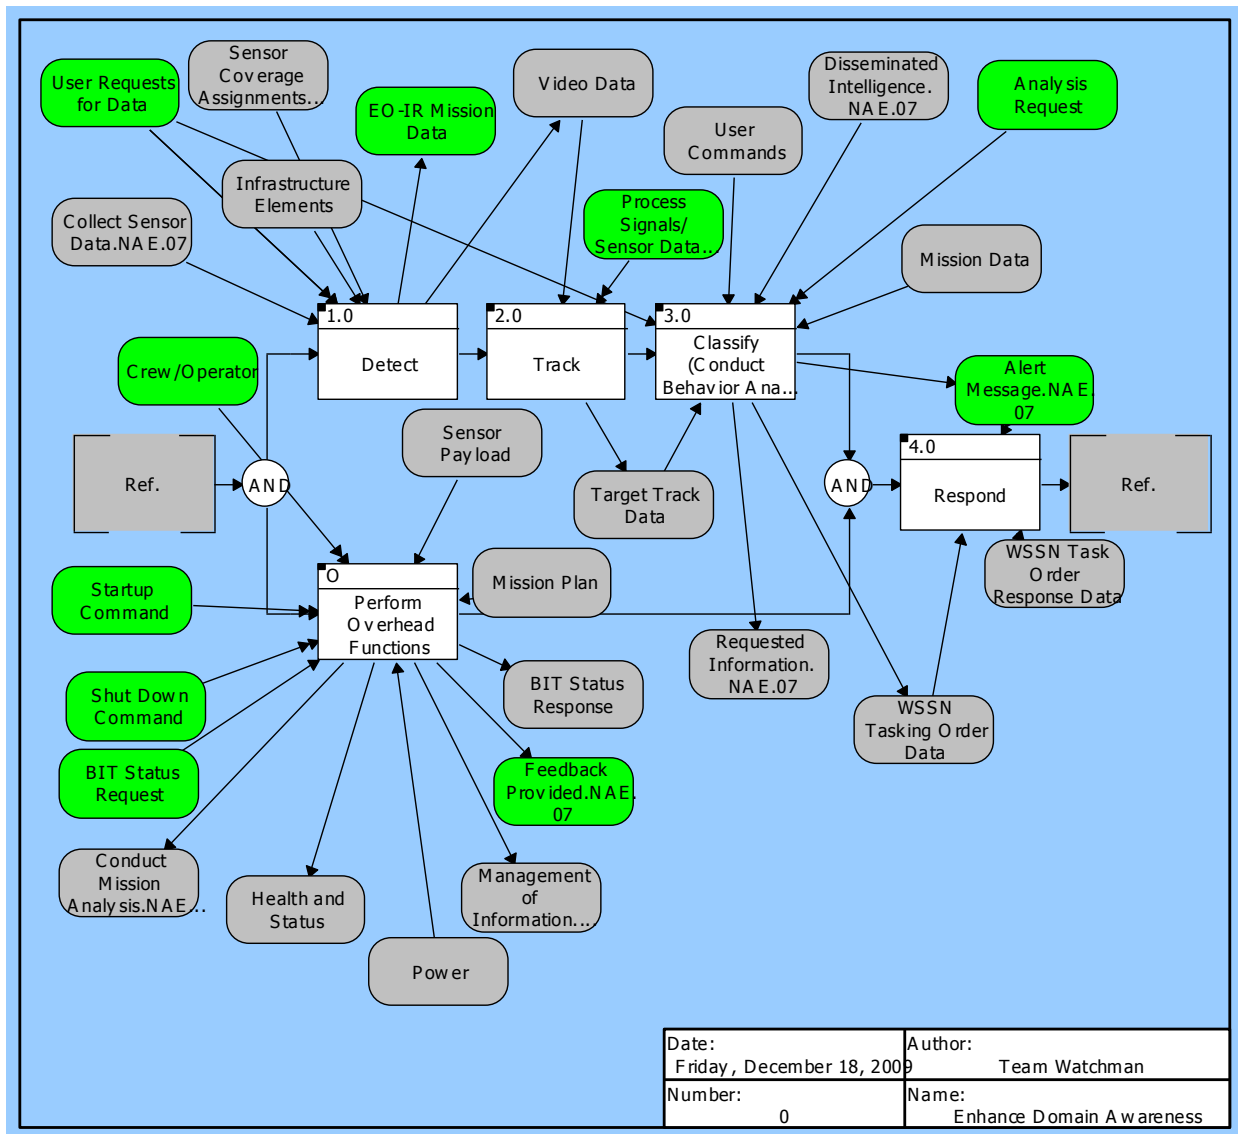 User Requests
for Data
Sensor
Coverage
Assignments...
EO-IR Mission
Data
Video Data
Disseminated
Intelligence.
NAE.07
Analysis
Request
User
Commands
Infrastructure
Elements
Collect Sensor
Data.NAE.07
Process
Signals/
Sensor Data...
Mission Data
1.0
Detect
2.0
Track
3.0
Classify
(Conduct
Behavior Ana...
Crew/Operator
Alert
Message.NAE.
07
Sensor
Payload
Ref.
AND
Target Track
Data
AND
4.0
Respond
Ref.
Startup
Command
0
Perform
Overhead
Functions
Mission Plan
WSSN Task
Order
Response Data
Shut Down
Command
BIT Status
Response
Requested
Information.
NAE.07
WSSN
Tasking Order
Data
BIT Status
Request
Feedback
Provided.NAE.
07
Conduct
Mission
Analysis.NAE...
Health and
Status
Management
of
Information....
Power
Date:
Friday, December 18, 2009
Author:
Team Watchman
Number:
0
Name:
Enhance Domain Awareness